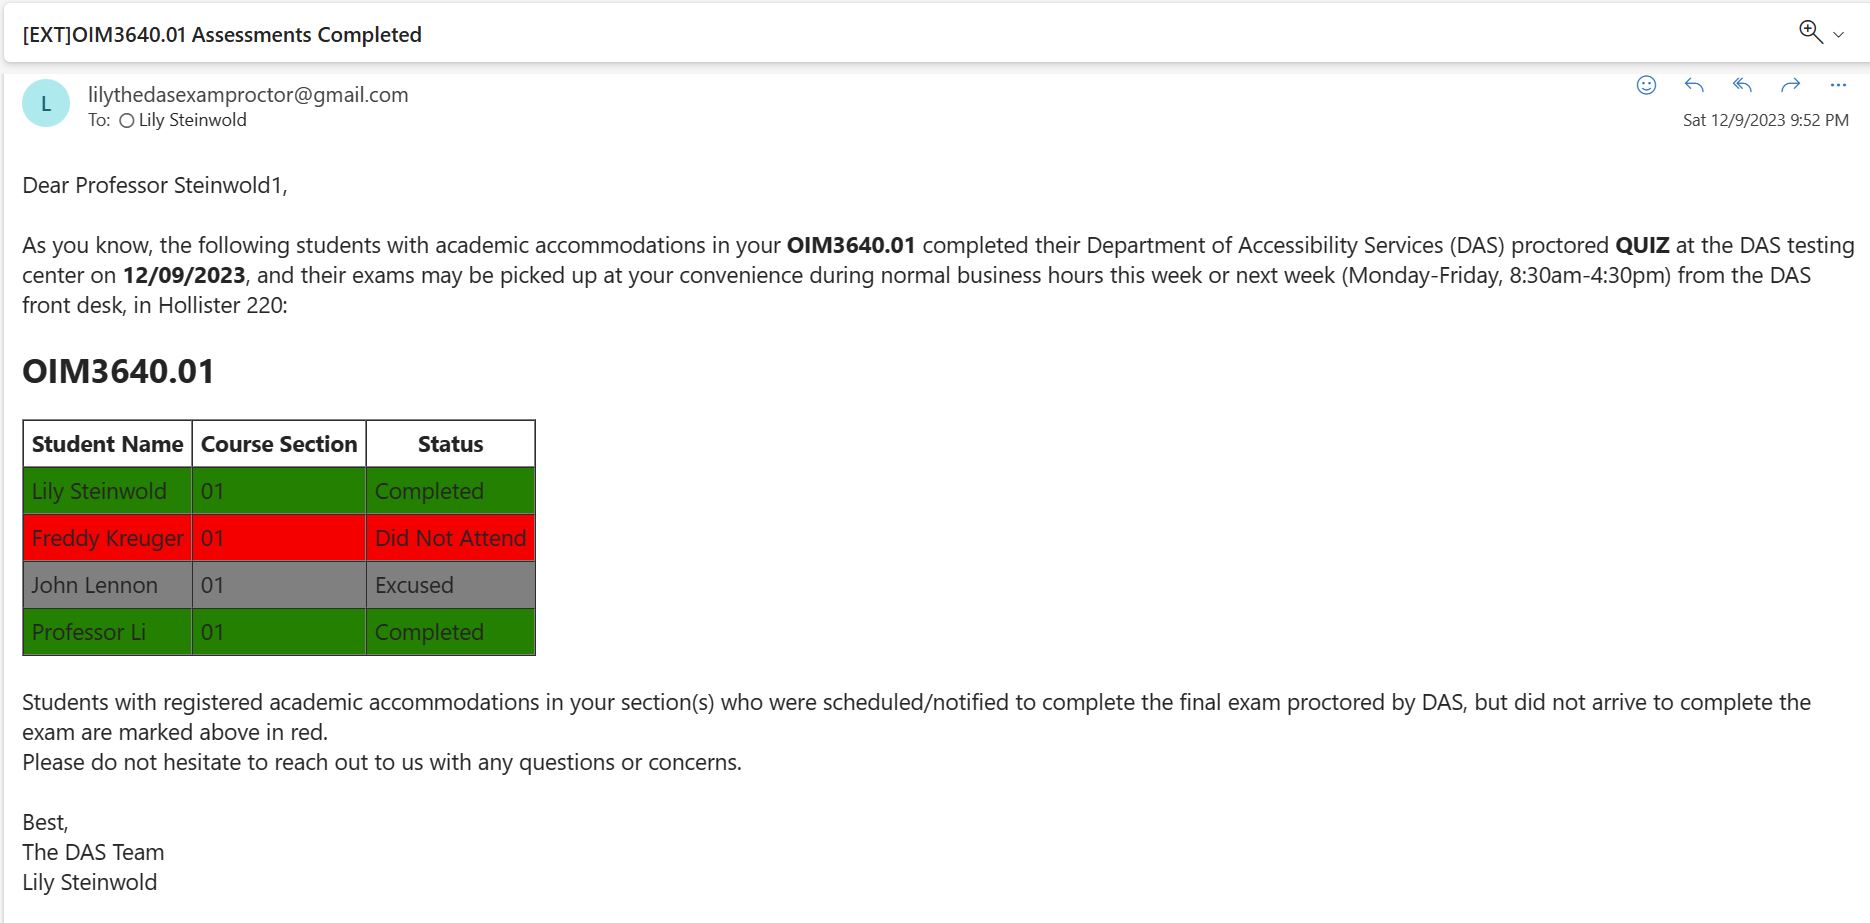 [EXT]OIM3640.01 Assessments Completed
L
lilythedasexamproctor@gmail.com
To: Lily Steinwold
Sat 12/9/2023 9:52 PM
Dear Professor Steinwold1,
As you know, the following students with academic accommodations in your OIM3640.01 completed their Department of Accessibility Services (DAS) proctored QUIZ at the DAS testing
center on 12/09/2023, and their exams may be picked up at your convenience during normal business hours this week or next week (Monday-Friday, 8:30am-4:30pm) from the DAS
front desk, in Hollister 220:
OIM3640.01
Student Name Course Section Status
Lily Steinwold 01 Completed
Freddy Kreuger 01 Did Not Attend
John Lennon 01 Excused
Professor Li 01 Completed
Students with registered academic accommodations in your section(s) who were scheduled/notified to complete the final exam proctored by DAS, but did not arrive to complete the
exam are marked above in red.
Please do not hesitate to reach out to us with any questions or concerns.
Best,
The DAS Team
Lily Steinwold